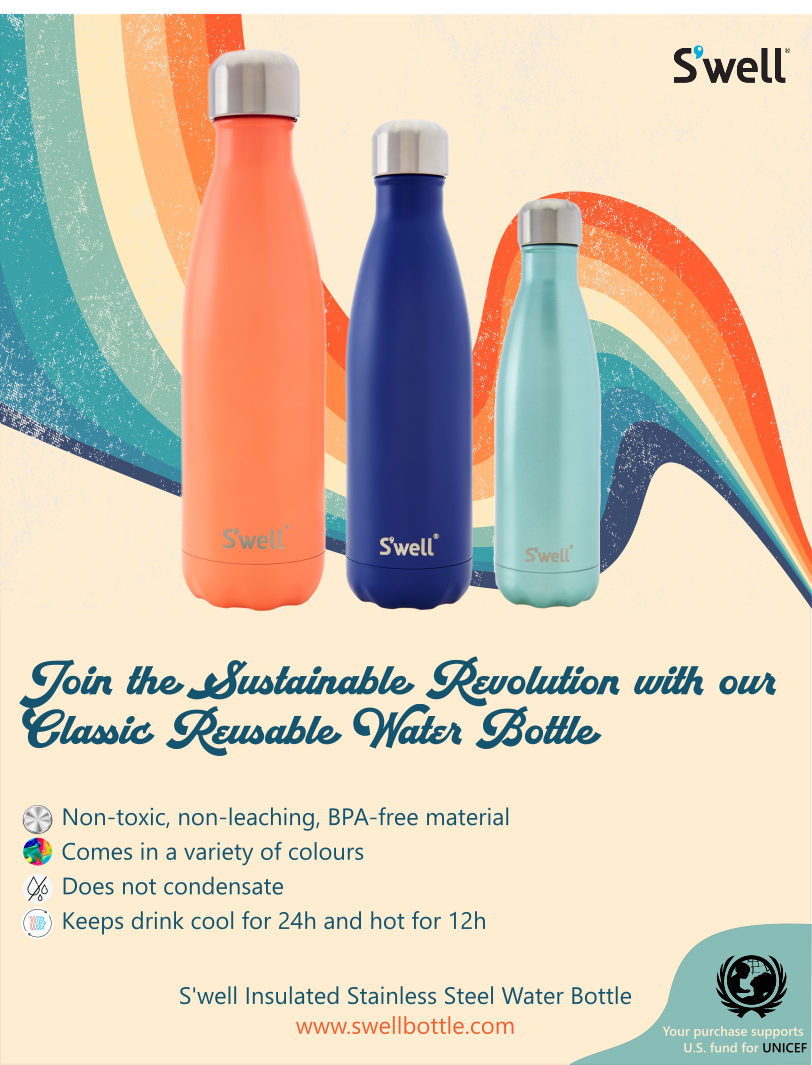 S'well®
S'well®
S'well®
S'well®
Join the Sustainable Revolution with our
Classic Reusable Water Bottle
Non-toxic, non-leaching, BPA-free material
Comes in a variety of colours
Does not condensate
Keeps drink cool for 24h and hot for 12h
S'well Insulated Stainless Steel Water Bottle
www.swellbottle.com
Your purchase supports
U.S. fund for UNICEF